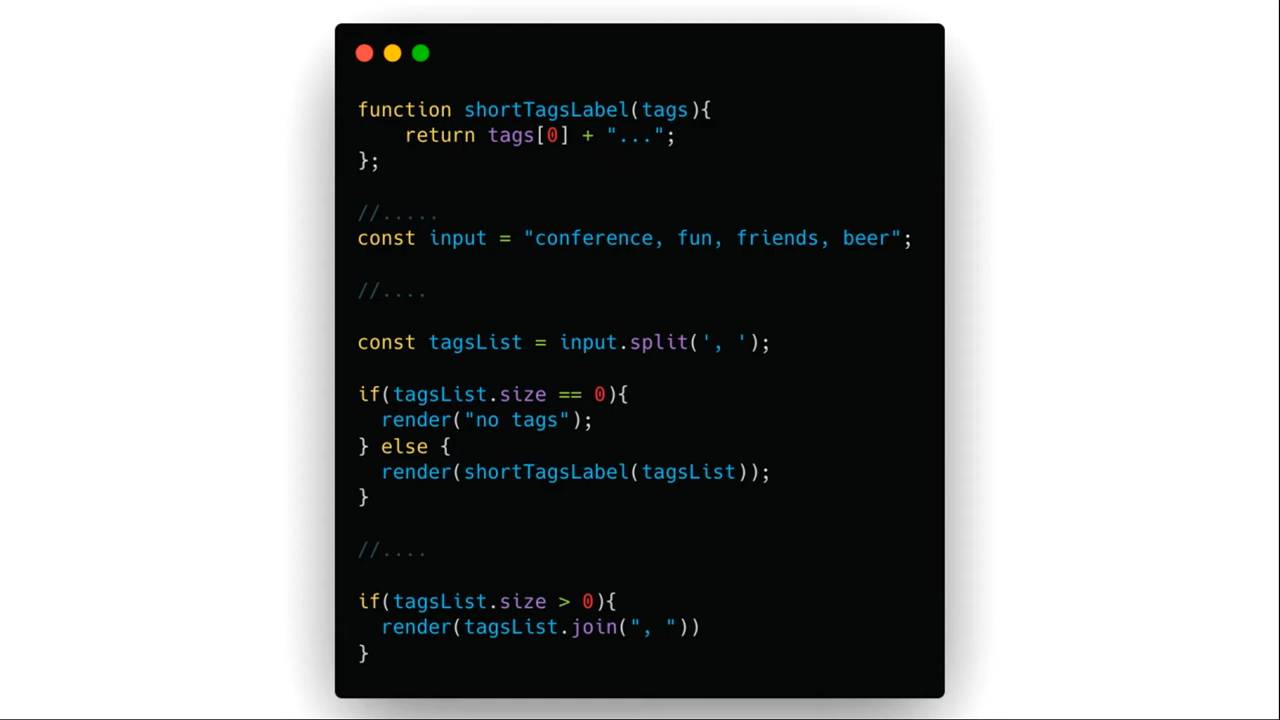 function shortTagsLabel(tags){
    return tags[0] + "...";
};
//.....
const input = "conference, fun, friends, beer";
//....
const tagsList = input.split(', ');
if(tagsList.size == 0){
  render("no tags");
} else {
  render(shortTagsLabel(tagsList));
}
//....
if(tagsList.size > 0){
  render(tagsList.join(", "))
}